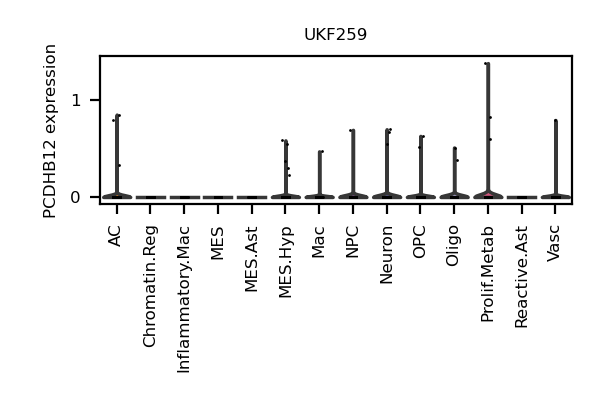 UKF259
PCDHB12 expression
1
0
AC
Chromatin.Reg
Inflammatory.Mac
MES
MES.Ast
MES.Hyp
Mac
NPC
Neuron
OPC
Oligo
Prolif.Metab
Reactive.Ast
Vasc